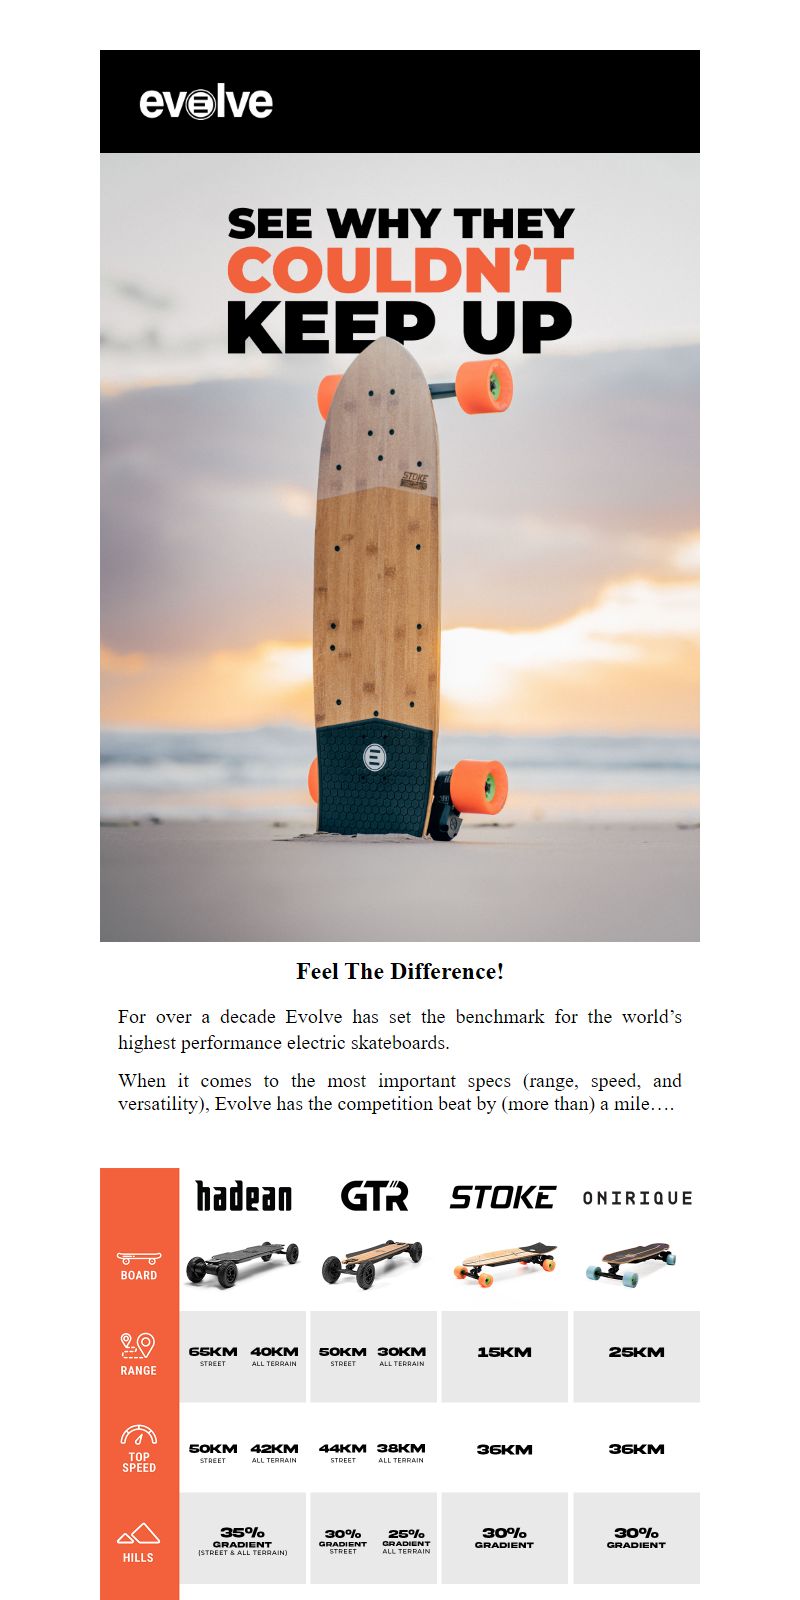 evolve
SEE WHY THEY
COULDN'T
KEEP UP
STOKE
Feel The Difference!
For over a decade Evolve has set the benchmark for the world’s
highest performance electric skateboards.
When it comes to the most important specs (range, speed, and
versatility), Evolve has the competition beat by (more than) a mile….
hadean GTR STOKE ONIRIQUE
BOARD
RANGE
65KM 40KM 50KM 30KM 15KM 25KM
STREET ALL TERRAIN STREET ALL TERRAIN
TOP
SPEED
50KM 42KM 44KM 38KM 36KM 36KM
STREET ALL TERRAIN STREET ALL TERRAIN
HILLS
35% 30% 25% 30% 30%
GRADIENT GRADIENT GRADIENT GRADIENT GRADIENT
(STREET & ALL TERRAIN) STREET ALL TERRAIN